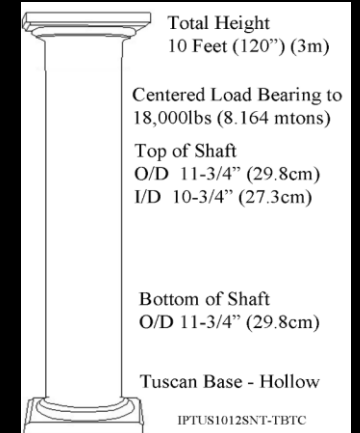 Total Height
10 Feet (120”) (3m)
Centered Load Bearing to
18,000lbs (8.164 mtons)
Top of Shaft
O/D 11-3/4” (29.8cm)
I/D 10-3/4” (27.3cm)
Bottom of Shaft
O/D 11-3/4” (29.8cm)
Tuscan Base - Hollow
IPTUS1012SNT-TBTC